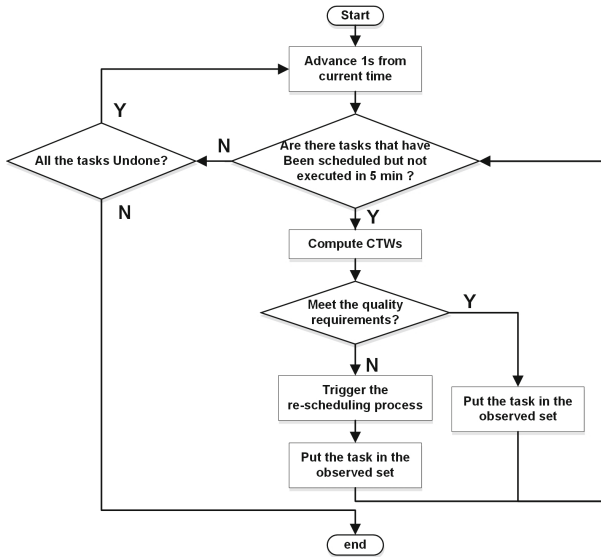 Start
Advance 1s from
current time
Y
All the tasks Undone?
N
Are there tasks that have
Been scheduled but not
executed in 5 min ?
N
Y
Compute CTWs
Meet the quality
requirements?
Y
N
Trigger the
re-scheduling process
Put the task in the
observed set
Put the task in the
observed set
end